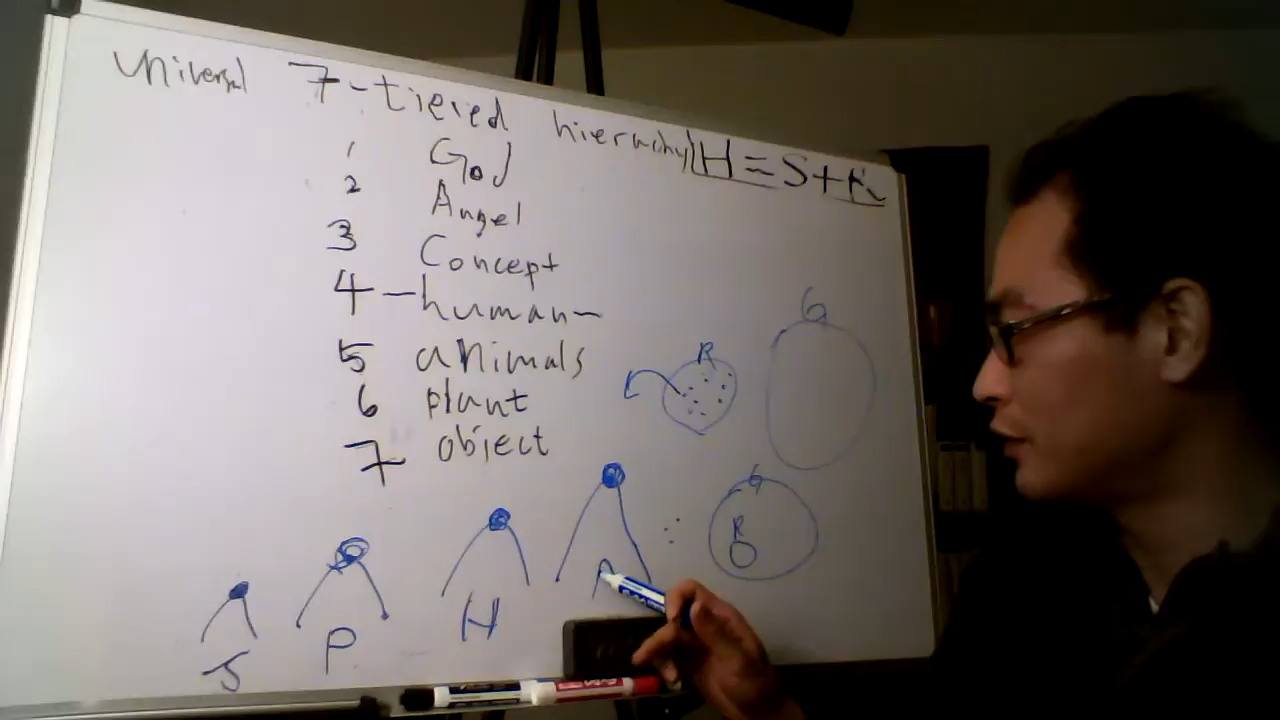 Universal 7-tiered hierarchy H=S+R
1 God
2 Angel
3 Concept
4 - human -
5 animals
6 plant
7 object
R
G
G
R
J
P
H
A